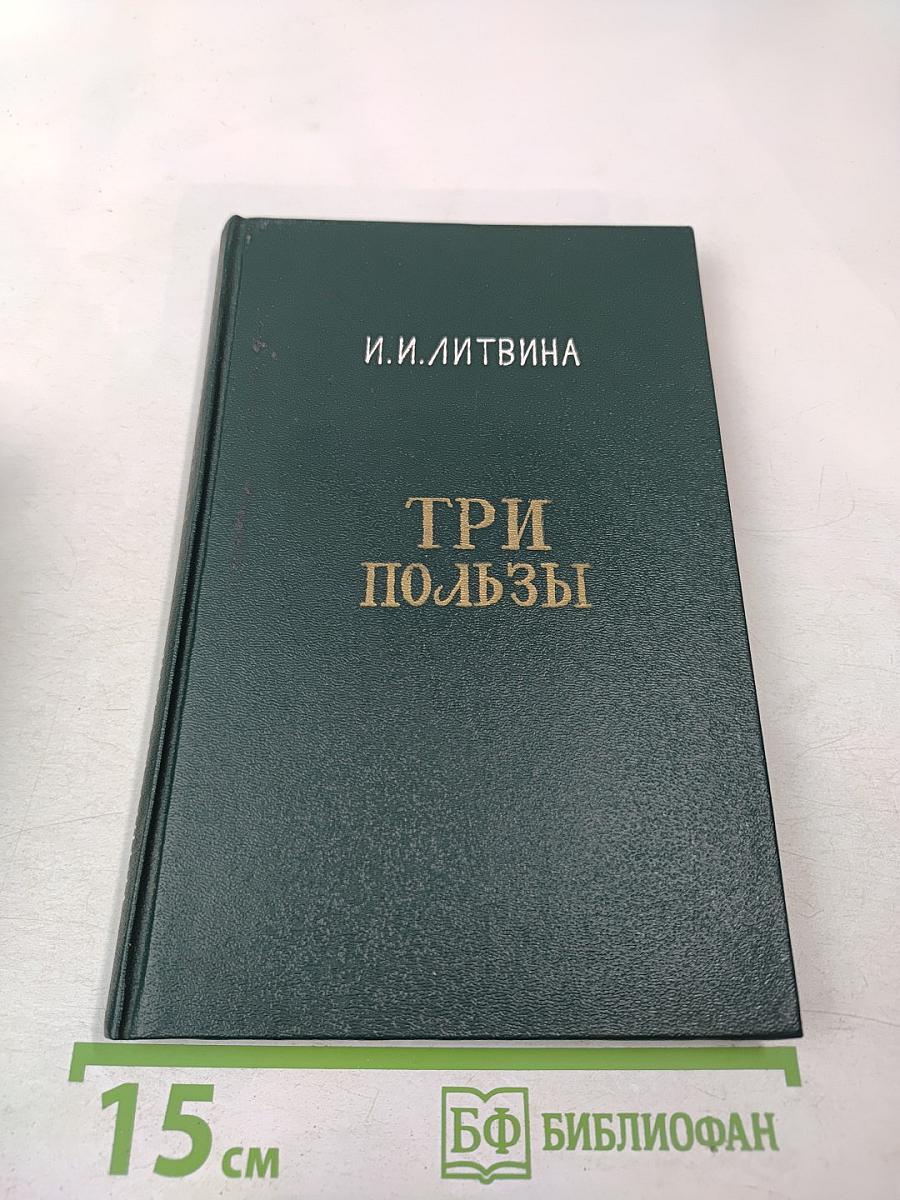 И.И.ЛИТВИНА
ТРИ
ПОЛЬЗЫ
15 см
БФ БИБЛИОФАН